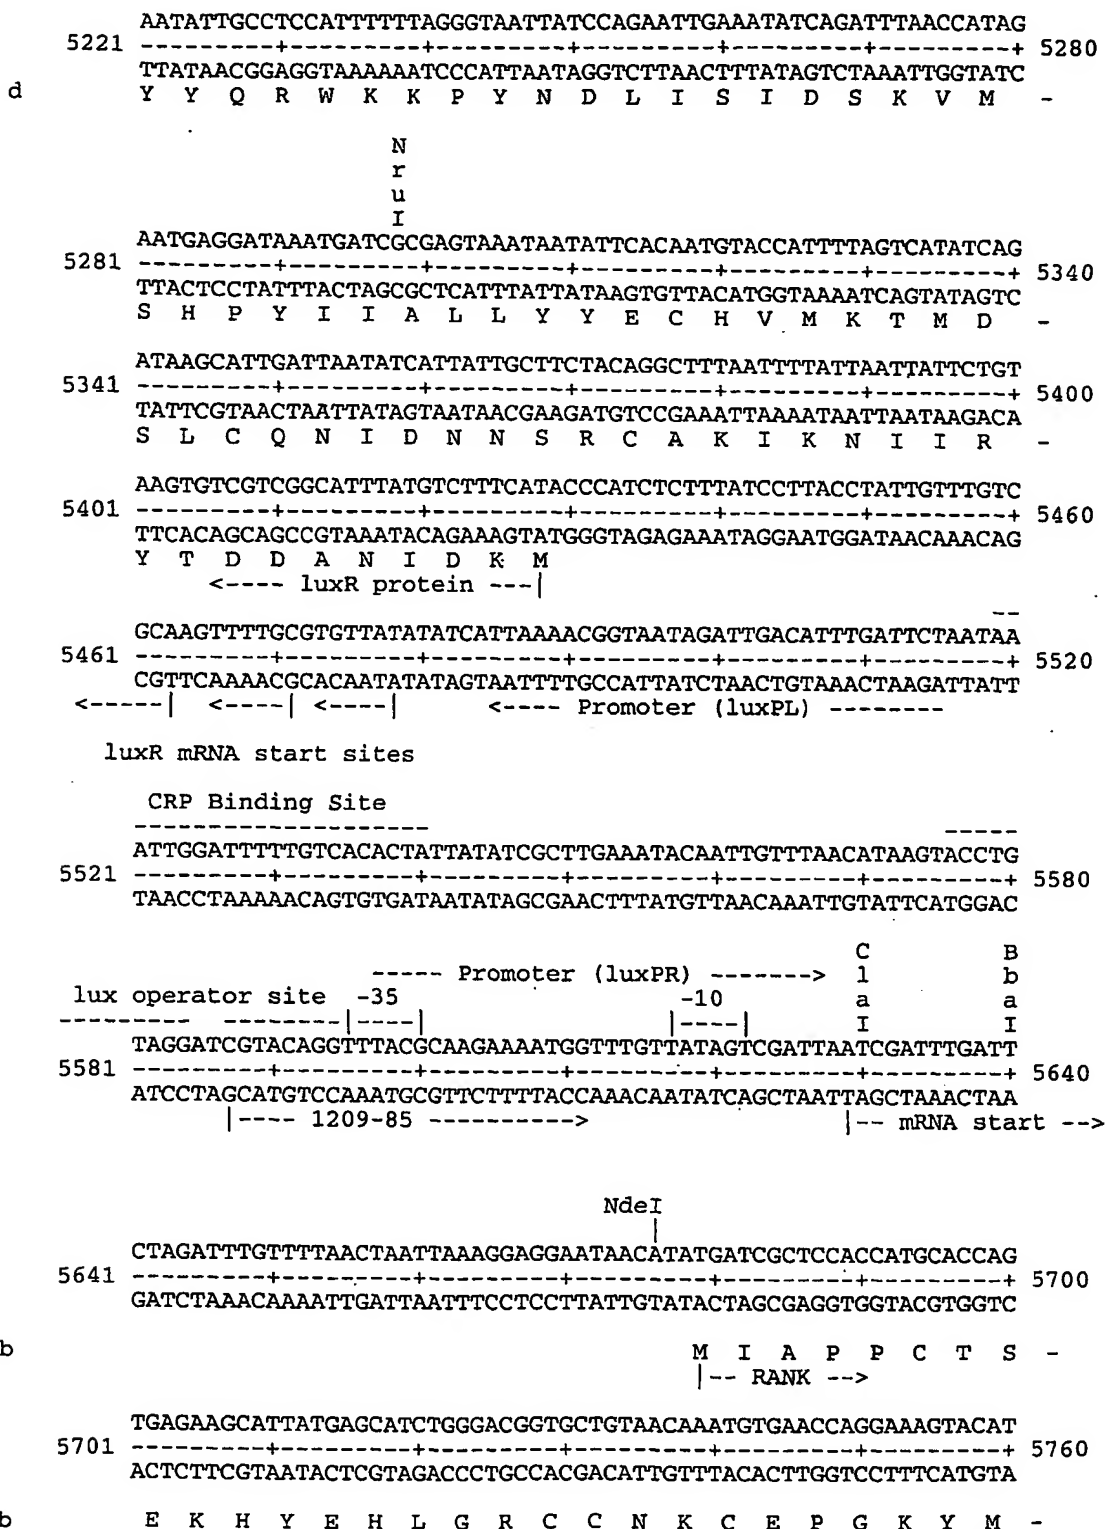 AATATTGCCTCCATTTTTTAGGGTAATTATCCAGAATTGAAATATCAGATTTAACCATAG
5221 ---------+---------+---------+---------+---------+---------+ 5280
TTATAACGGAGGTAAAAAATCCCATTAATAGGTCTTAACTTTATAGTCTAAATTGGTATC
d Y Y Q R W K K P Y N D L I S I D S K V M -
N
r
u
I
AATGAGGATAAATGATCGCGAGTAAATAATATTCACAATGTACCATTTTAGTCATATCAG
5281 ---------+---------+---------+---------+---------+---------+ 5340
TTACTCCTATTTACTAGCGCTCATTTATTATAAGTGTTACATGGTAAAATCAGTATAGTC
S H P Y I I A L L Y Y E C H V M K T M D -
ATAAGCATTGATTAATATCATTATTGCTTCTACAGGCTTTAATTTTATTAATTATTCTGT
5341 ---------+---------+---------+---------+---------+---------+ 5400
TATTCGTAACTAATTATAGTAATAACGAAGATGTCCGAAATTAAAATAATTAATAAGACA
S L C Q N I D N N S R C A K I K N I I R -
AAGTGTCGTCGGCATTTATGTCTTTCATACCCATCTCTTTATCCTTACCTATTGTTTGTC
5401 ---------+---------+---------+---------+---------+---------+ 5460
TTCACAGCAGCCGTAAATACAGAAAGTATGGGTAGAGAAATAGGAATGGATAACAAACAG
Y T D D A N I D K M
<---- luxR protein ---|
--
GCAAGTTTTGCGTGTTATATATCATTAAAACGGTAATAGATTGACATTTGATTCTAATAA
5461 ---------+---------+---------+---------+---------+---------+ 5520
CGTTCAAAACGCACAATATATAGTAATTTTGCCATTATCTAACTGTAAACTAAGATTATT
<-----| <----| <----| <---- Promoter (luxPL) --------
luxR mRNA start sites
CRP Binding Site
-------------------- -----
ATTGGATTTTTGTCACACTATTATATCGCTTGAAATACAATTGTTTAACATAAGTACCTG
5521 ---------+---------+---------+---------+---------+---------+ 5580
TAACCTAAAAACAGTGTGATAATATAGCGAACTTTATGTTAACAAATTGTATTCATGGAC
C B
----- Promoter (luxPR) -------> l b
lux operator site -35 -10 a a
--------- --------|----| |----| I I
TAGGATCGTACAGGTTTACGCAAGAAAATGGTTTGTTATAGTCGATTAATCGATTTGATT
5581 ---------+---------+---------+---------+---------+---------+ 5640
ATCCTAGCATGTCCAAATGCGTTCTTTTACCAAACAATATCAGCTAATTAGCTAAACTAA
|---- 1209-85 -----------> |-- mRNA start -->
NdeI
|
CTAGATTTGTTTTAACTAATTAAAGGAGGAATAACATATGATCGCTCCACCATGCACCAG
5641 ---------+---------+---------+---------+---------+---------+ 5700
GATCTAAACAAAATTGATTAATTTCCTCCTTATTGTATACTAGCGAGGTGGTACGTGGTC
b M I A P P C T S -
|-- RANK -->
TGAGAAGCATTATGAGCATCTGGGACGGTGCTGTAACAAATGTGAACCAGGAAAGTACAT
5701 ---------+---------+---------+---------+---------+---------+ 5760
ACTCTTCGTAATACTCGTAGACCCTGCCACGACATTGTTTACACTTGGTCCTTTCATGTA
b E K H Y E H L G R C C N K C E P G K Y M -